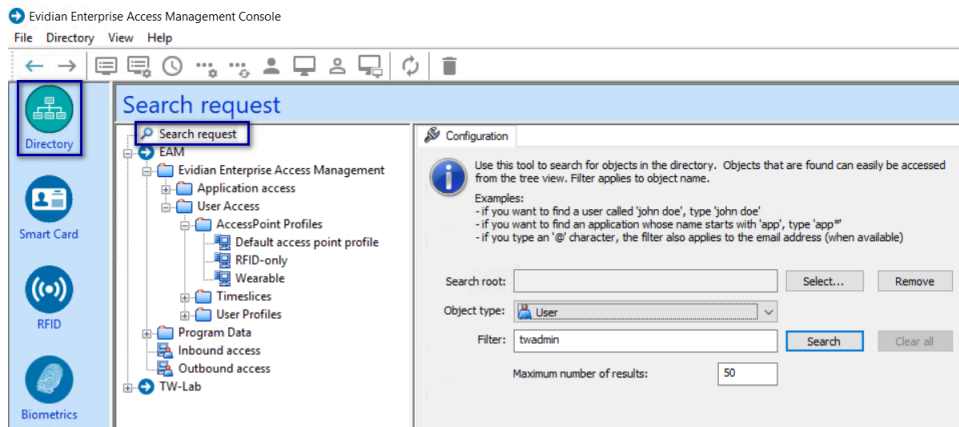 Evidian Enterprise Access Management Console
File Directory View Help
Directory
Smart Card
RFID
Biometrics
Search request
Search request
EAM
Evidian Enterprise Access Management
Application access
User Access
AccessPoint Profiles
Default access point profile
RFID-only
Wearable
Timeslices
User Profiles
Program Data
Inbound access
Outbound access
TW-Lab
Configuration
Use this tool to search for objects in the directory. Objects that are found can easily be accessed
from the tree view. Filter applies to object name.
Examples:
- if you want to find a user called 'john doe', type 'john doe'
- if you want to find an application whose name starts with 'app', type 'app*'
- if you type an '@' character, the filter also applies to the email address (when available)
Search root: Select... Remove
Object type: User
Filter: twadmin Search Clear all
Maximum number of results: 50